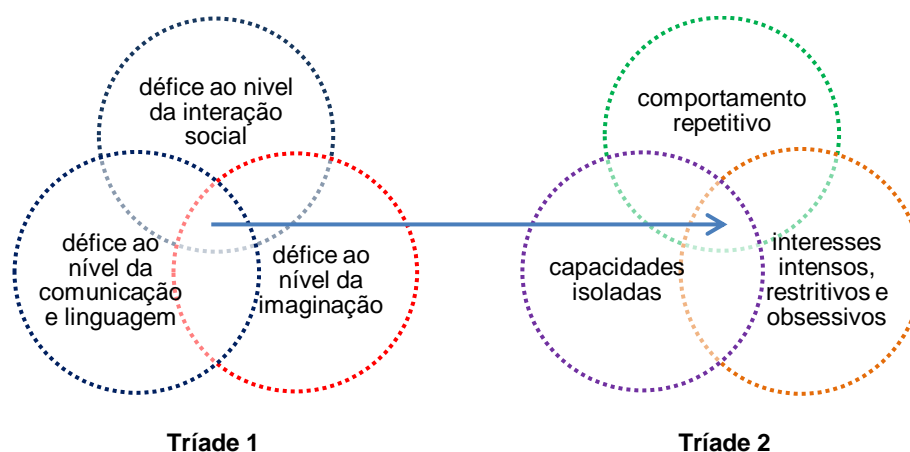 défice ao nivel
da interação
social
défice ao
nível da
comunicação
e linguagem
défice ao
nível da
imaginação
Tríade 1
comportamento
repetitivo
capacidades
isoladas
interesses
intensos,
restritivos e
obsessivos
Tríade 2